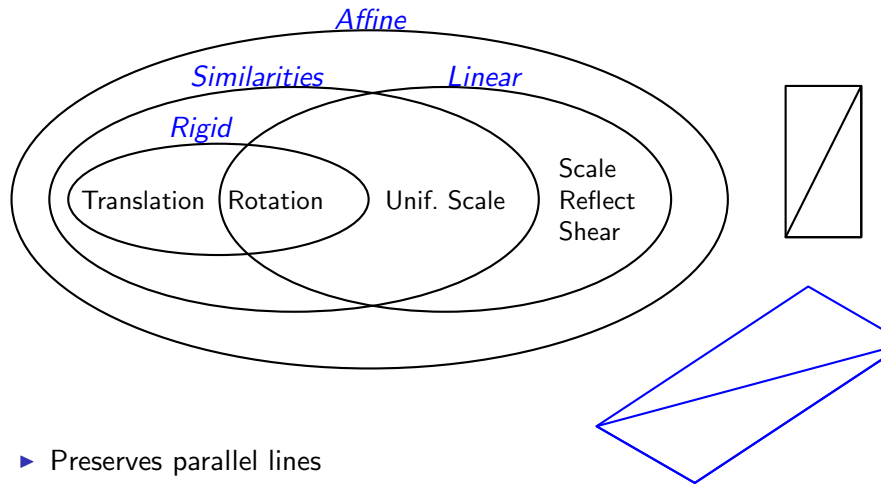 Affine
Similarities
Linear
Rigid
Translation
Rotation
Unif. Scale
Scale
Reflect
Shear
Preserves parallel lines